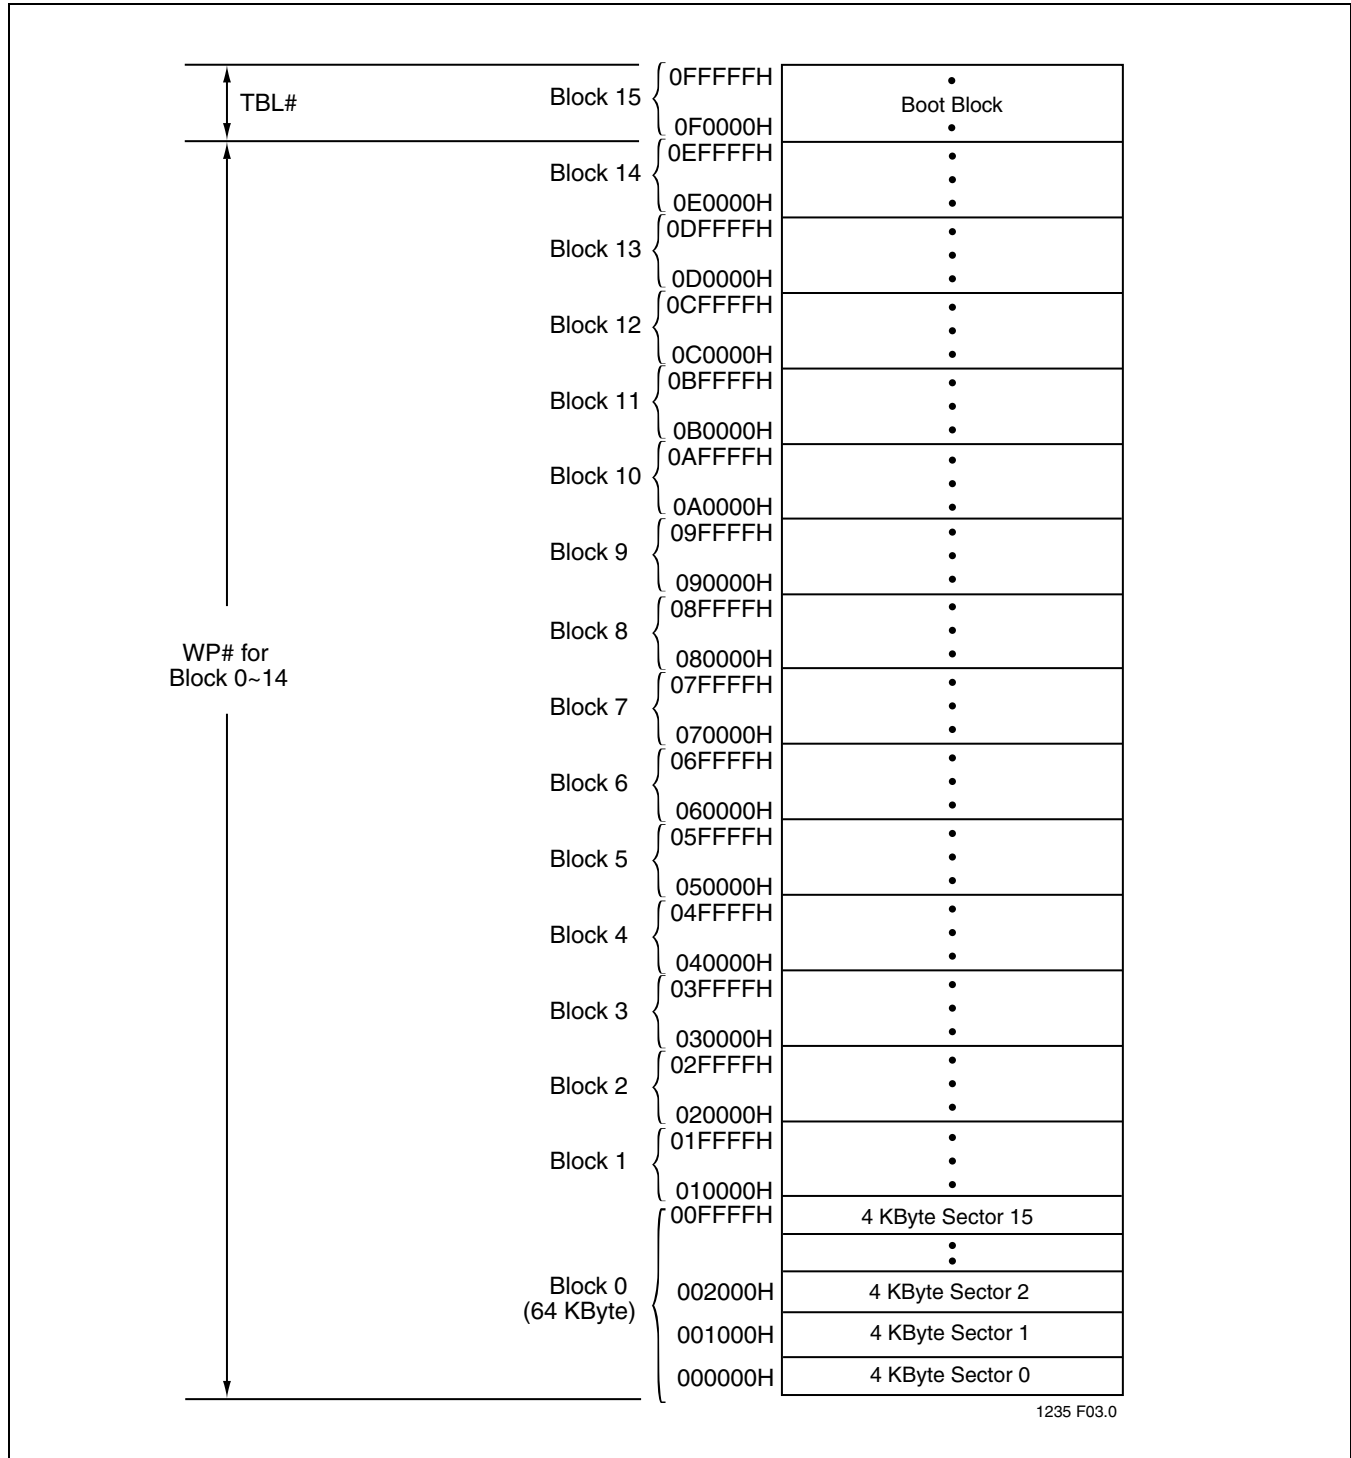 TBL#
Block 15
0FFFFFH
0F0000H
Boot Block
Block 14
0EFFFFH
0E0000H
Block 13
0DFFFFH
0D0000H
Block 12
0CFFFFH
0C0000H
Block 11
0BFFFFH
0B0000H
Block 10
0AFFFFH
0A0000H
Block 9
09FFFFH
090000H
Block 8
08FFFFH
080000H
WP# for
Block 0~14
Block 7
07FFFFH
070000H
Block 6
06FFFFH
060000H
Block 5
05FFFFH
050000H
Block 4
04FFFFH
040000H
Block 3
03FFFFH
030000H
Block 2
02FFFFH
020000H
Block 1
01FFFFH
010000H
Block 0
(64 KByte)
00FFFFH
4 KByte Sector 15
002000H
4 KByte Sector 2
001000H
4 KByte Sector 1
000000H
4 KByte Sector 0
1235 F03.0